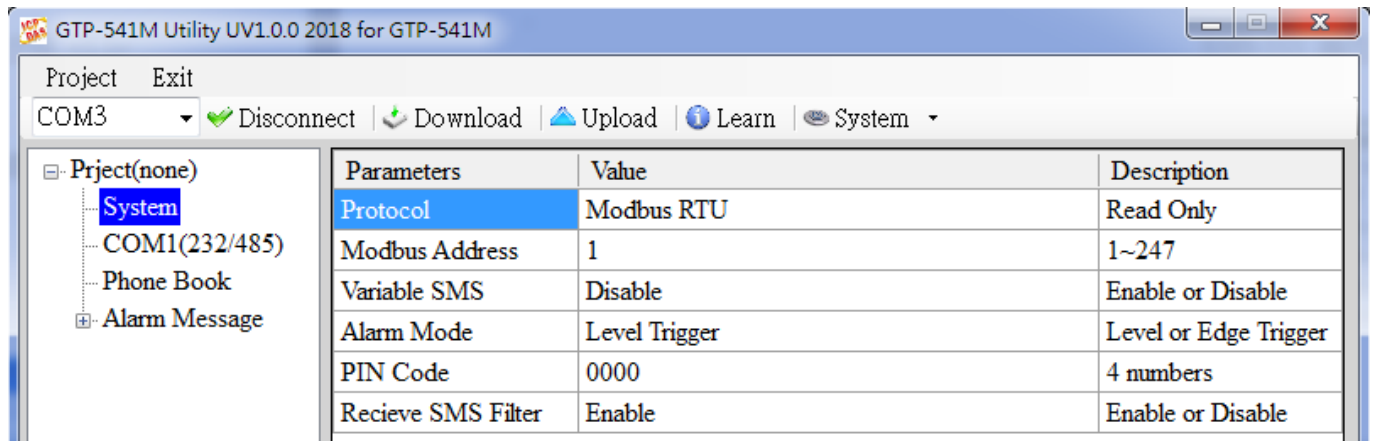 GTP-541M Utility UV1.0.0 2018 for GTP-541M
Project Exit
COM3 Disconnect Download Upload Learn System
Prject(none)
System
COM1(232/485)
Phone Book
Alarm Message
Parameters Value Description
Protocol Modbus RTU Read Only
Modbus Address 1 1~247
Variable SMS Disable Enable or Disable
Alarm Mode Level Trigger Level or Edge Trigger
PIN Code 0000 4 numbers
Recieve SMS Filter Enable Enable or Disable